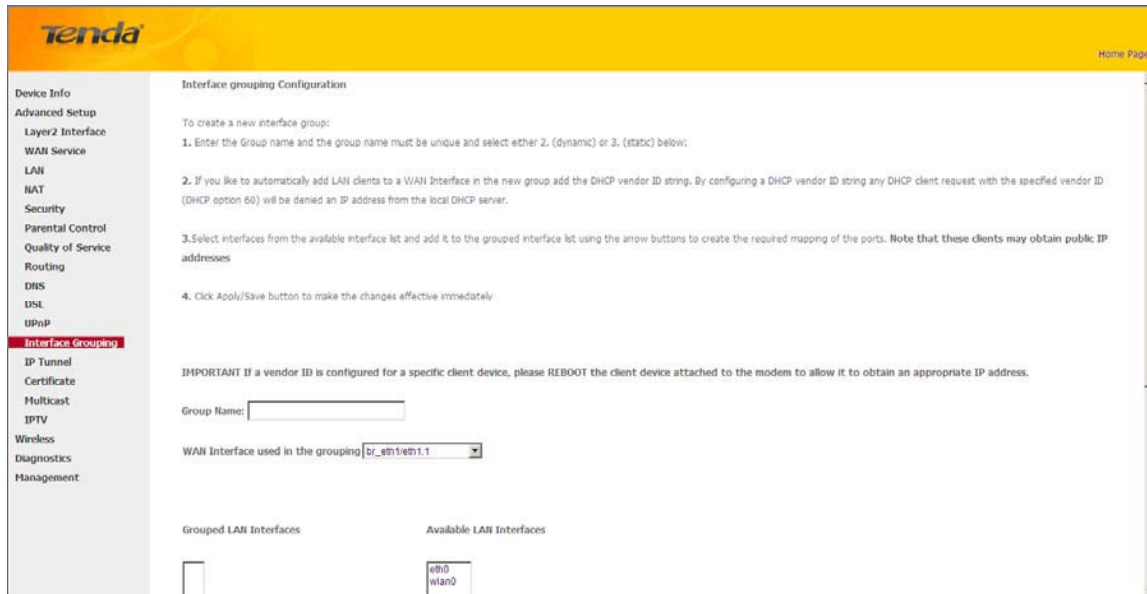 Tenda
Home Page
Device Info
Advanced Setup
Layer2 Interface
WAN Service
LAN
NAT
Security
Parental Control
Quality of Service
Routing
DNS
DSL
UPnP
Interface Grouping
IP Tunnel
Certificate
Multicast
IPTV
Wireless
Diagnostics
Management
Interface grouping Configuration
To create a new interface group:
1. Enter the Group name and the group name must be unique and select either 2. (dynamic) or 3. (static) below:
2. If you like to automatically add LAN clients to a WAN Interface in the new group add the DHCP vendor ID string. By configuring a DHCP vendor ID string any DHCP client request with the specified vendor ID
(DHCP option 60) will be denied an IP address from the local DHCP server.
3.Select interfaces from the available interface list and add it to the grouped interface list using the arrow buttons to create the required mapping of the ports. Note that these clients may obtain public IP
addresses
4. Click Apply/Save button to make the changes effective immediately
IMPORTANT If a vendor ID is configured for a specific client device, please REBOOT the client device attached to the modem to allow it to obtain an appropriate IP address.
Group Name:
WAN Interface used in the grouping br_eth1/eth1.1
Grouped LAN Interfaces Available LAN Interfaces
eth0
wlan0